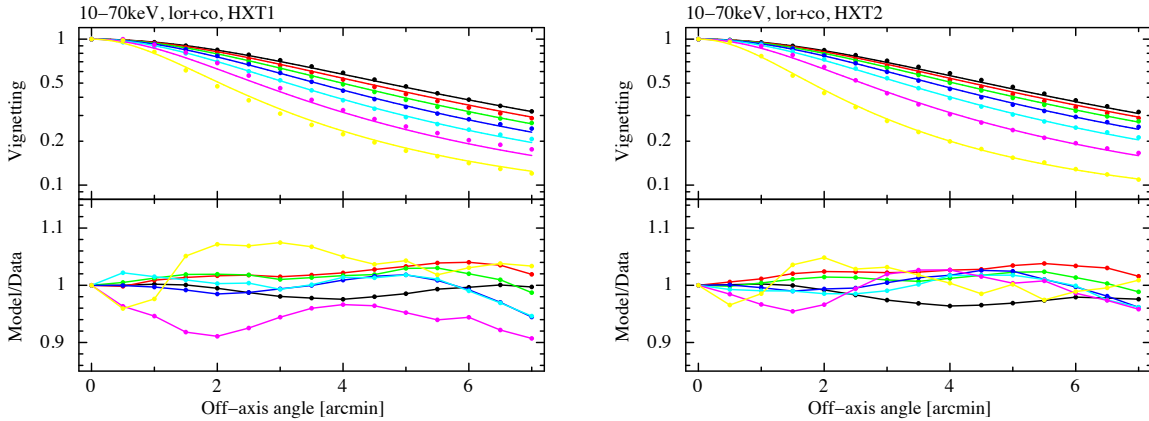 10−70keV, lor+co, HXT1
1
0.5
0.2
0.1
Vignetting
1.1
1
0.9
Model/Data
0 2 4 6
Off−axis angle [arcmin]
10−70keV, lor+co, HXT2
1
0.5
0.2
0.1
Vignetting
1.1
1
0.9
Model/Data
0 2 4 6
Off−axis angle [arcmin]